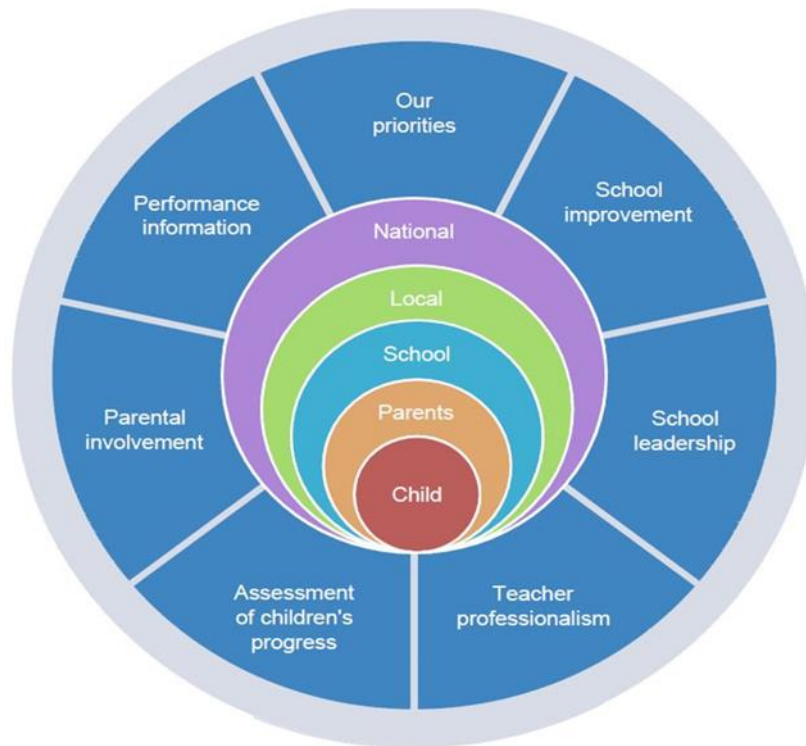 Our
priorities
School
improvement
School
leadership
Teacher
professionalism
Assessment
of children's
progress
Parental
involvement
Performance
information
National
Local
School
Parents
Child